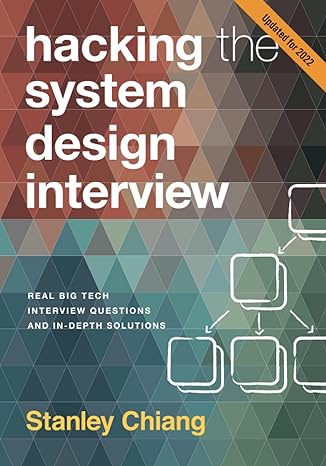 hacking the
system
design
interview
Updated for 2022
REAL BIG TECH
INTERVIEW QUESTIONS
AND IN-DEPTH SOLUTIONS
Stanley Chiang